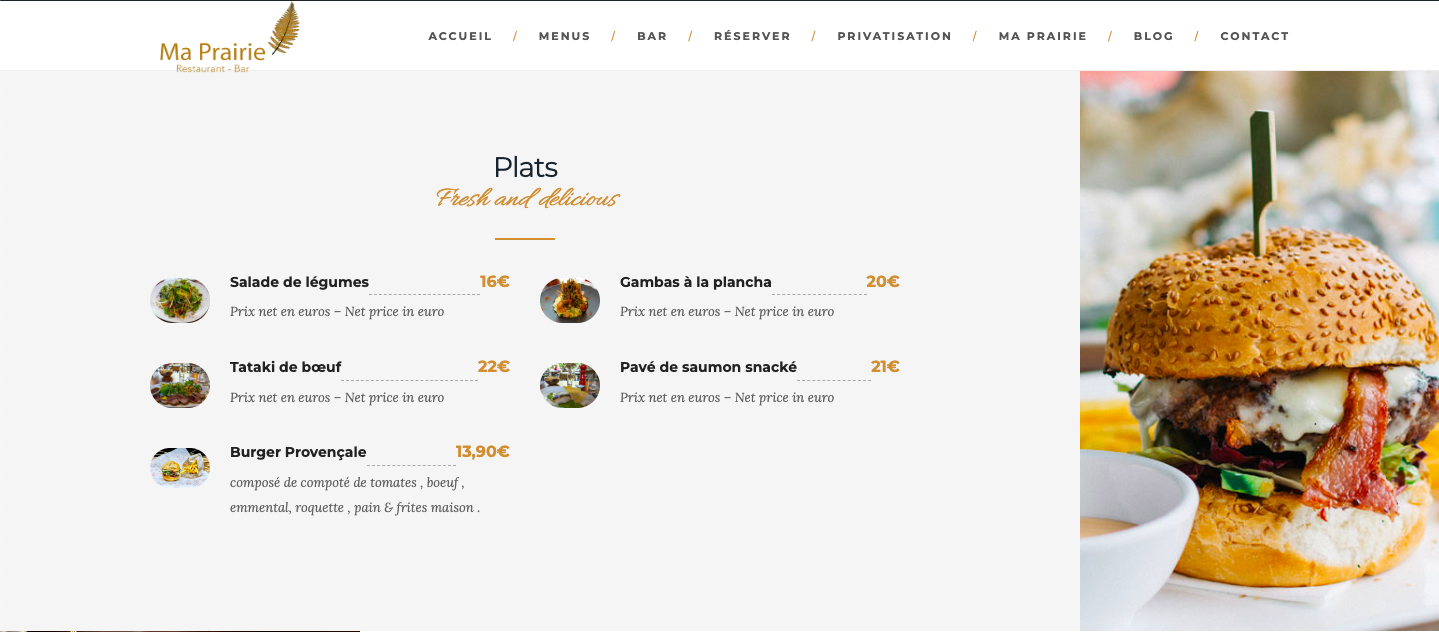 Ma Prairie
Restaurant - Bar
ACCUEIL / MENUS / BAR / RÉSERVER / PRIVATISATION / MA PRAIRIE / BLOG / CONTACT
Plats
Fresh and delicious
Salade de légumes 16€
Prix net en euros – Net price in euro
Gambas à la plancha 20€
Prix net en euros – Net price in euro
Tataki de bœuf 22€
Prix net en euros – Net price in euro
Pavé de saumon snacké 21€
Prix net en euros – Net price in euro
Burger Provençale 13,90€
composé de compoté de tomates , boeuf ,
emmental, roquette , pain & frites maison .